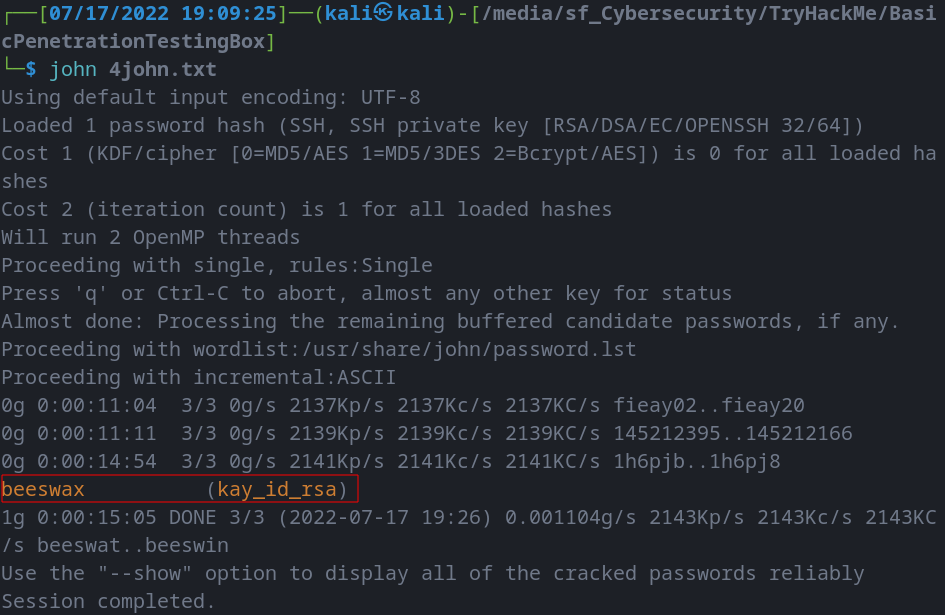 ┌──[07/17/2022 19:09:25]──(kali㉿kali)-[/media/sf_Cybersecurity/TryHackMe/Basi
cPenetrationTestingBox]
└─$ john 4john.txt
Using default input encoding: UTF-8
Loaded 1 password hash (SSH, SSH private key [RSA/DSA/EC/OPENSSH 32/64])
Cost 1 (KDF/cipher [0=MD5/AES 1=MD5/3DES 2=Bcrypt/AES]) is 0 for all loaded ha
shes
Cost 2 (iteration count) is 1 for all loaded hashes
Will run 2 OpenMP threads
Proceeding with single, rules:Single
Press 'q' or Ctrl-C to abort, almost any other key for status
Almost done: Processing the remaining buffered candidate passwords, if any.
Proceeding with wordlist:/usr/share/john/password.lst
Proceeding with incremental:ASCII
0g 0:00:11:04  3/3 0g/s 2137Kp/s 2137Kc/s 2137KC/s fieay02..fieay20
0g 0:00:11:11  3/3 0g/s 2139Kp/s 2139Kc/s 2139KC/s 145212395..145212166
0g 0:00:14:54  3/3 0g/s 2141Kp/s 2141Kc/s 2141KC/s 1h6pjb..1h6pj8
beeswax          (kay_id_rsa)
1g 0:00:15:05 DONE 3/3 (2022-07-17 19:26) 0.001104g/s 2143Kp/s 2143Kc/s 2143KC
/s beeswat..beeswin
Use the "--show" option to display all of the cracked passwords reliably
Session completed.